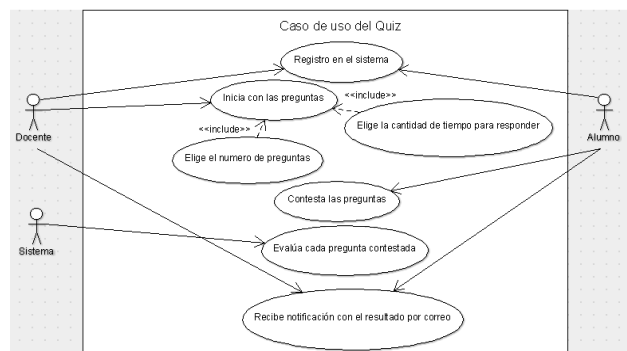 Caso de uso del Quiz
Registro en el sistema
Inicia con las preguntas
<<include>>
<<include>>
Elige la cantidad de tiempo para responder
Docente
Alumno
Elige el numero de preguntas
Contesta las preguntas
Sistema
Evalúa cada pregunta contestada
Recibe notificación con el resultado por correo